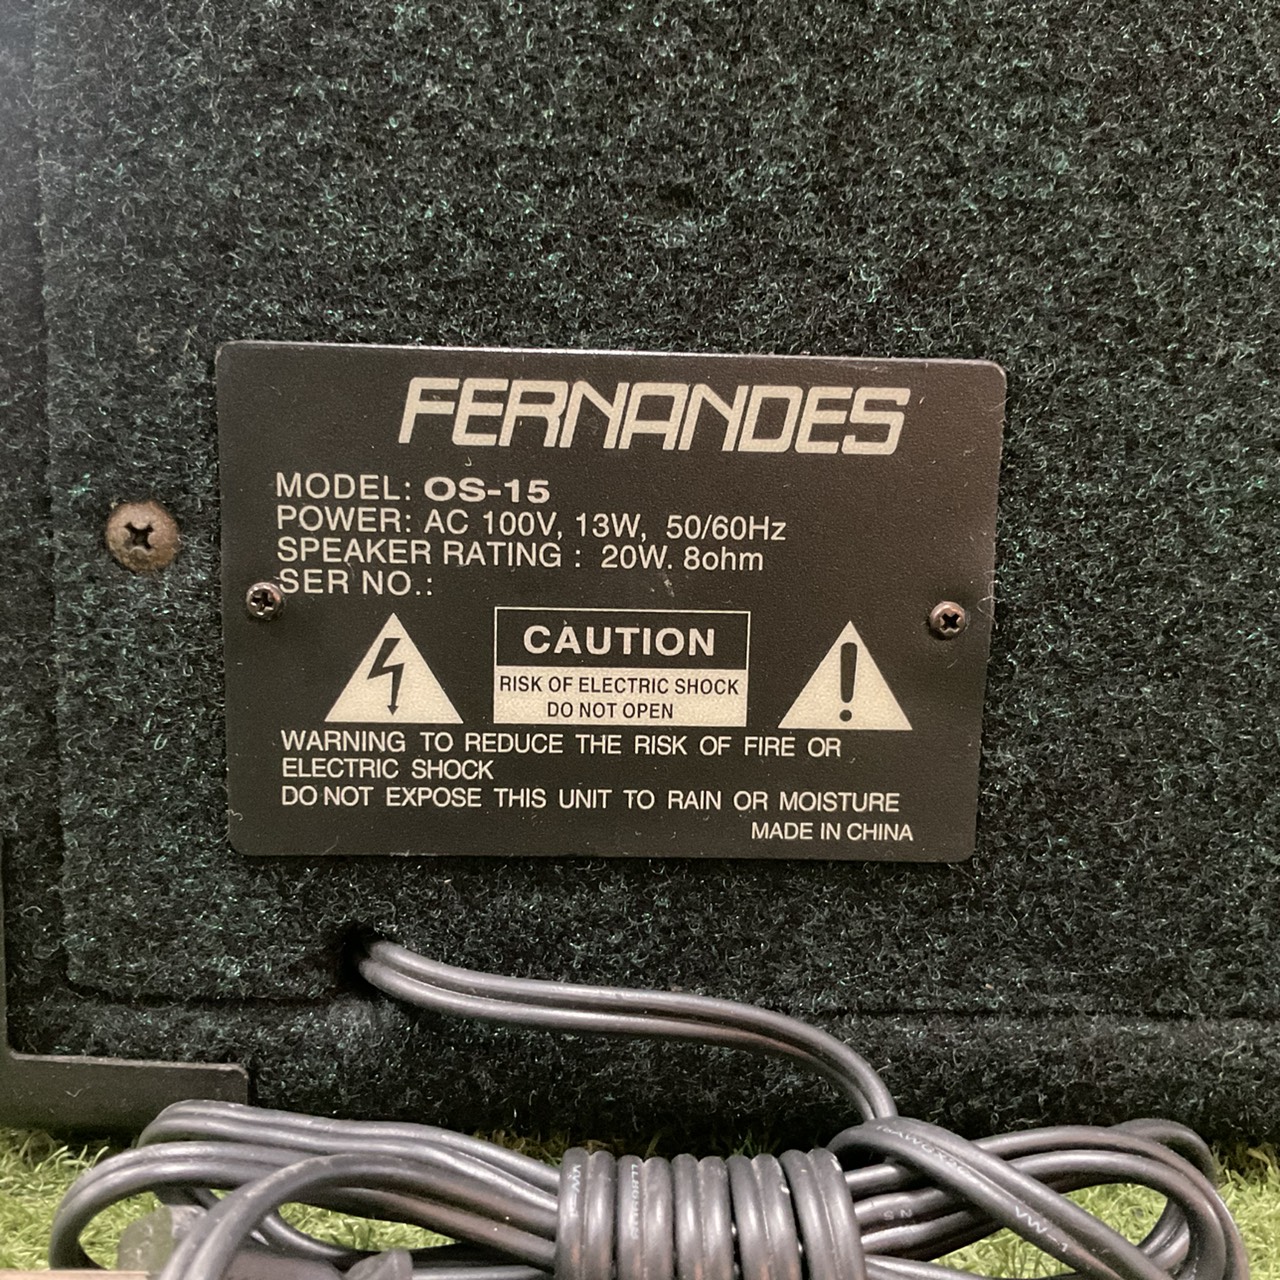 FERNANDES
MODEL: OS-15
POWER: AC 100V, 13W, 50/60Hz
SPEAKER RATING : 20W. 8ohm
SER NO.:
CAUTION
RISK OF ELECTRIC SHOCK
DO NOT OPEN
WARNING TO REDUCE THE RISK OF FIRE OR
ELECTRIC SHOCK
DO NOT EXPOSE THIS UNIT TO RAIN OR MOISTURE
MADE IN CHINA
VW-1